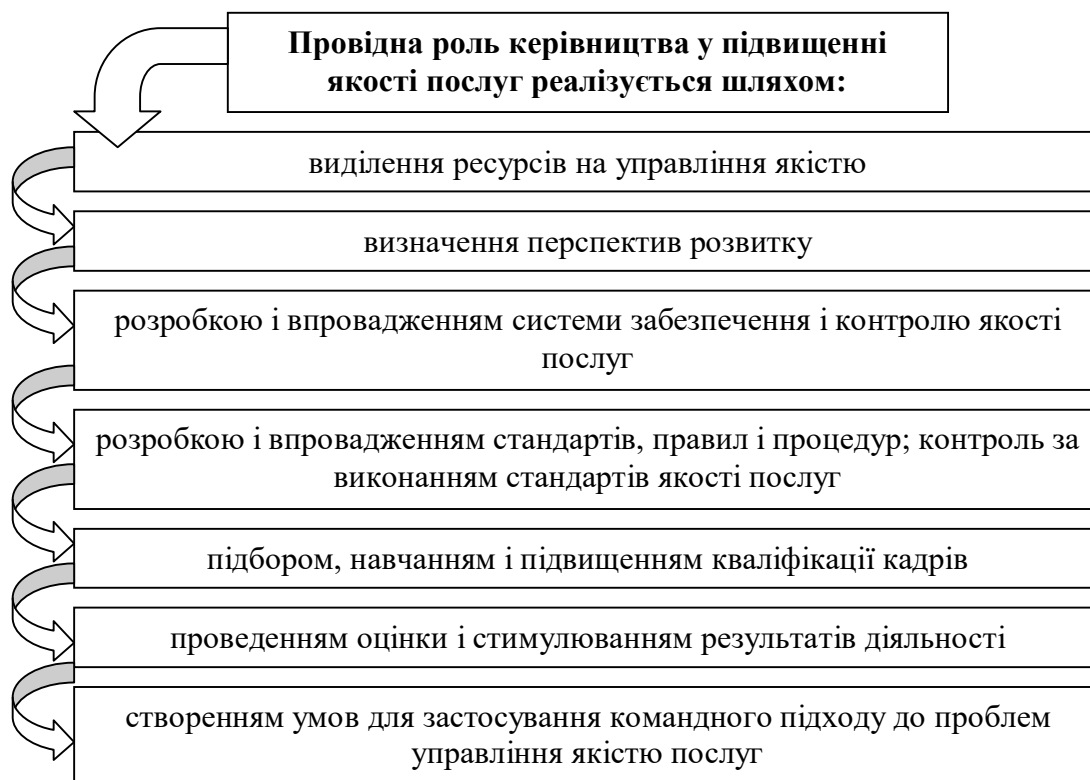 Провідна роль керівництва у підвищенні
якості послуг реалізується шляхом:
виділення ресурсів на управління якістю
визначення перспектив розвитку
розробкою і впровадженням системи забезпечення і контролю якості
послуг
розробкою і впровадженням стандартів, правил і процедур; контроль за
виконанням стандартів якості послуг
підбором, навчанням і підвищенням кваліфікації кадрів
проведенням оцінки і стимулюванням результатів діяльності
створенням умов для застосування командного підходу до проблем
управління якістю послуг